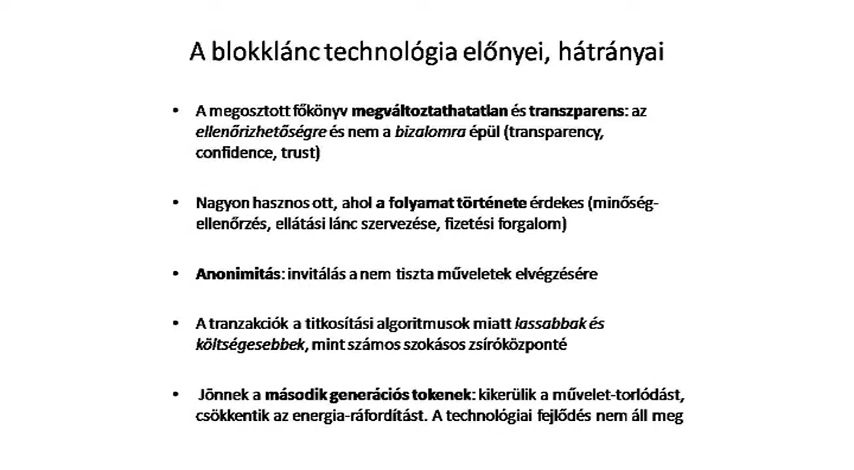 A blokklánc technológia előnyei, hátrányai
• A megosztott főkönyv megváltoztathatatlan és transzparens: az
ellenőrizhetőségre és nem a bizalomra épül (transparency,
confidence, trust)
• Nagyon hasznos ott, ahol a folyamat története érdekes (minőség-
ellenőrzés, ellátási lánc szervezése, fizetési forgalom)
• Anonimitás: invitálás a nem tiszta műveletek elvégzésére
• A tranzakciók a titkosítási algoritmusok miatt lassabbak és
költségesebbek, mint számos szokásos zsíróközponté
• Jönnek a második generációs tokenek: kikerülik a művelet-torlódást,
csökkentik az energia-ráfordítást. A technológiai fejlődés nem áll meg